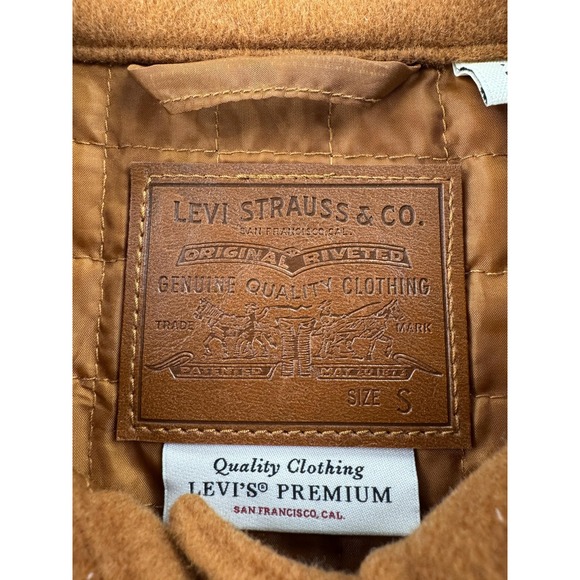 LEVI STRAUSS & CO.
SAN FRANCISCO, CAL.
ORIGINAL RIVETED
GENUINE QUALITY CLOTHING
TRADE MARK
PATENTED MAY 20 1873
SIZE S
Quality Clothing
LEVI'S® PREMIUM
SAN FRANCISCO, CAL.